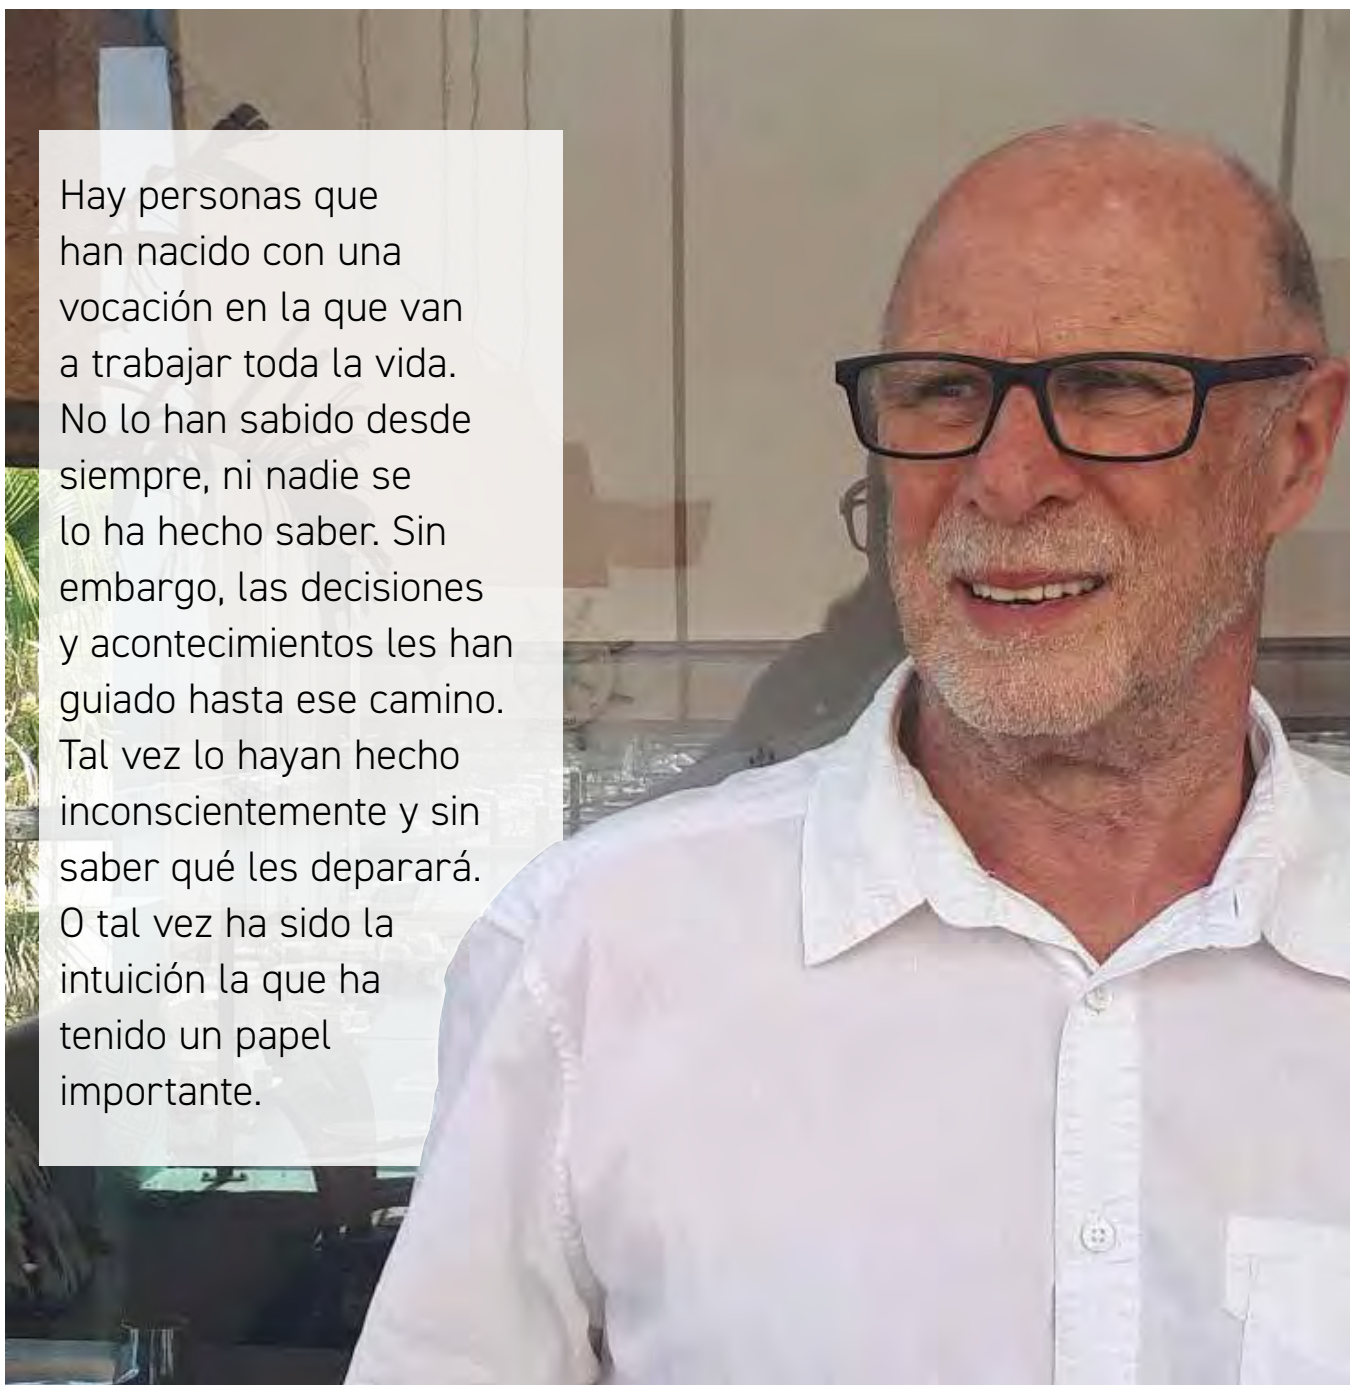 Hay personas que
han nacido con una
vocación en la que van
a trabajar toda la vida.
No lo han sabido desde
siempre, ni nadie se
lo ha hecho saber. Sin
embargo, las decisiones
y acontecimientos les han
guiado hasta ese camino.
Tal vez lo hayan hecho
inconscientemente y sin
saber qué les deparará.
O tal vez ha sido la
intuición la que ha
tenido un papel
importante.